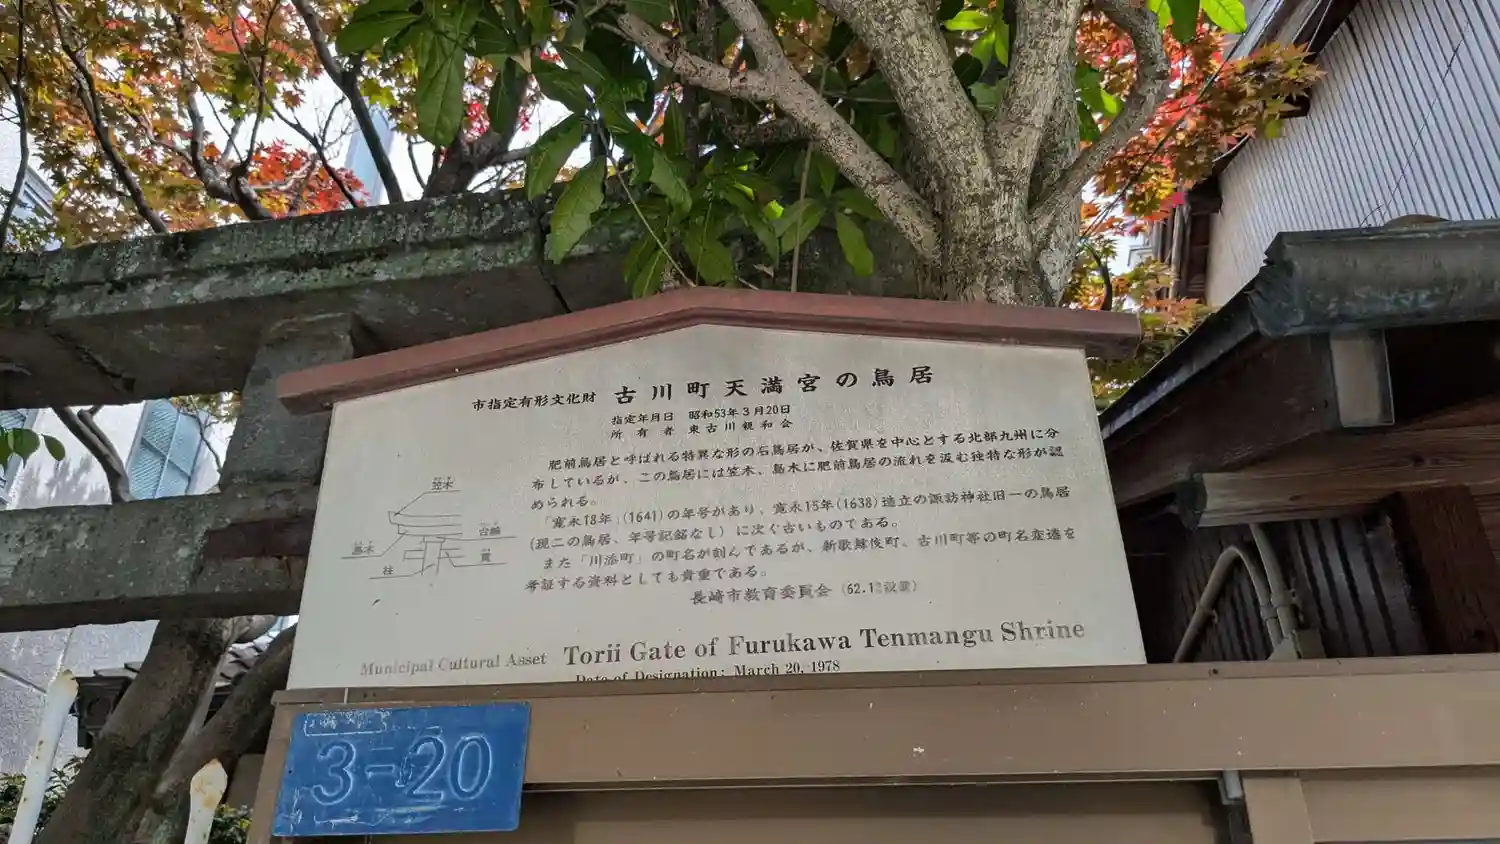 市指定有形文化財 古川町天満宮の鳥居
指定年月日 昭和53年3月20日
所有者 東古川親和会
肥前鳥居と呼ばれる特異な形の石鳥居が、佐賀県を中心とする北部九州に分
布しているが、この鳥居には笠木、島木に肥前鳥居の流れを汲む独特な形が認
められる。
「寛永18年」(1641)の年号があり、寛永15年(1638)造立の諏訪神社旧一の鳥居
(現二の鳥居、年号記銘なし)に次ぐ古いものである。
また「川添町」の町名が刻んであるが、新歌舞伎町、古川町等の町名変遷を
考証する資料としても貴重である。
長崎市教育委員会(62.12設置)
笠木
台輪
島木
貫
柱
Municipal Cultural Asset Torii Gate of Furukawa Tenmangu Shrine
Date of Designation: March 20, 1978
3-20